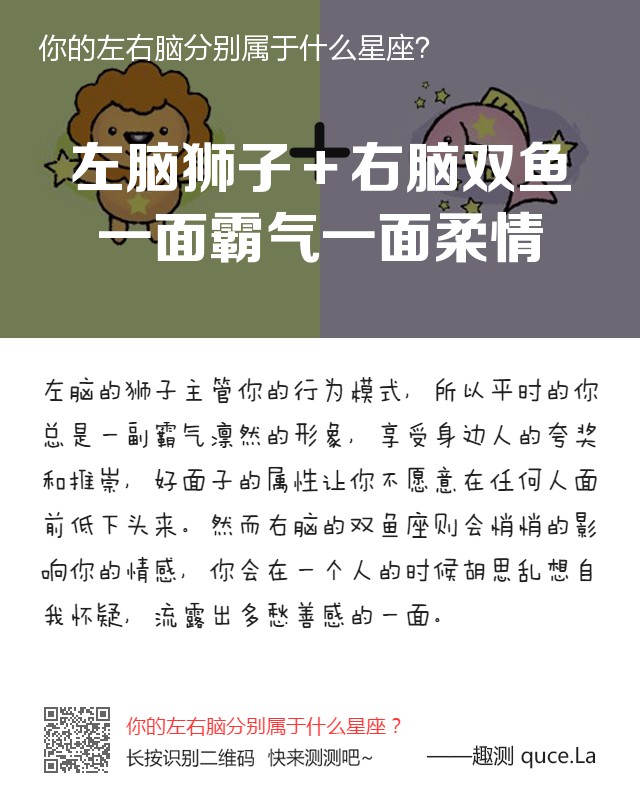 你的左右脑分别属于什么星座?
左脑狮子+右脑双鱼
一面霸气一面柔情
左脑的狮子主管你的行为模式，所以平时的你
总是一副霸气凛然的形象，享受身边人的夸奖
和推崇，好面子的属性让你不愿意在任何人面
前低下头来。然而右脑的双鱼座则会悄悄的影
响你的情感，你会在一个人的时候胡思乱想自
我怀疑，流露出多愁善感的一面。
你的左右脑分别属于什么星座？
长按识别二维码 快来测测吧~
——趣测 quce.La